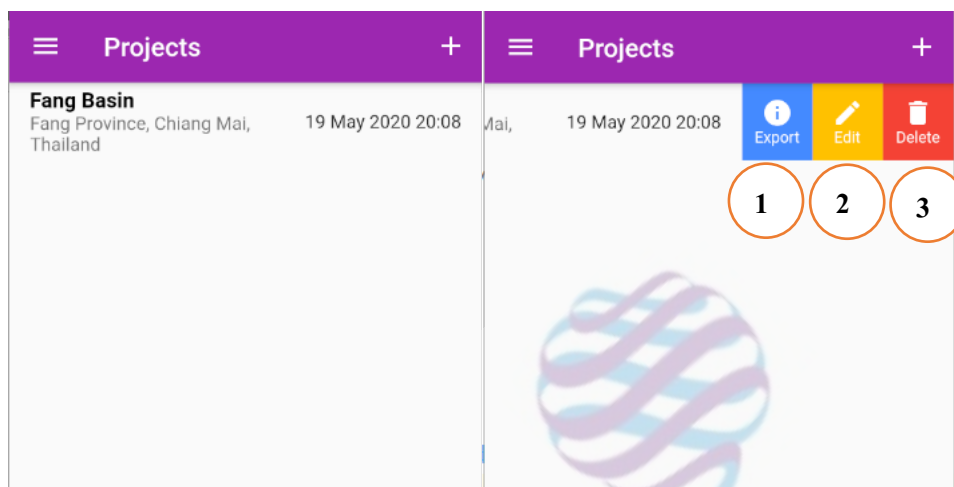 Projects
Fang Basin
Fang Province, Chiang Mai,
Thailand
19 May 2020 20:08
Projects
Mai,
19 May 2020 20:08
Export
Edit
Delete
1
2
3